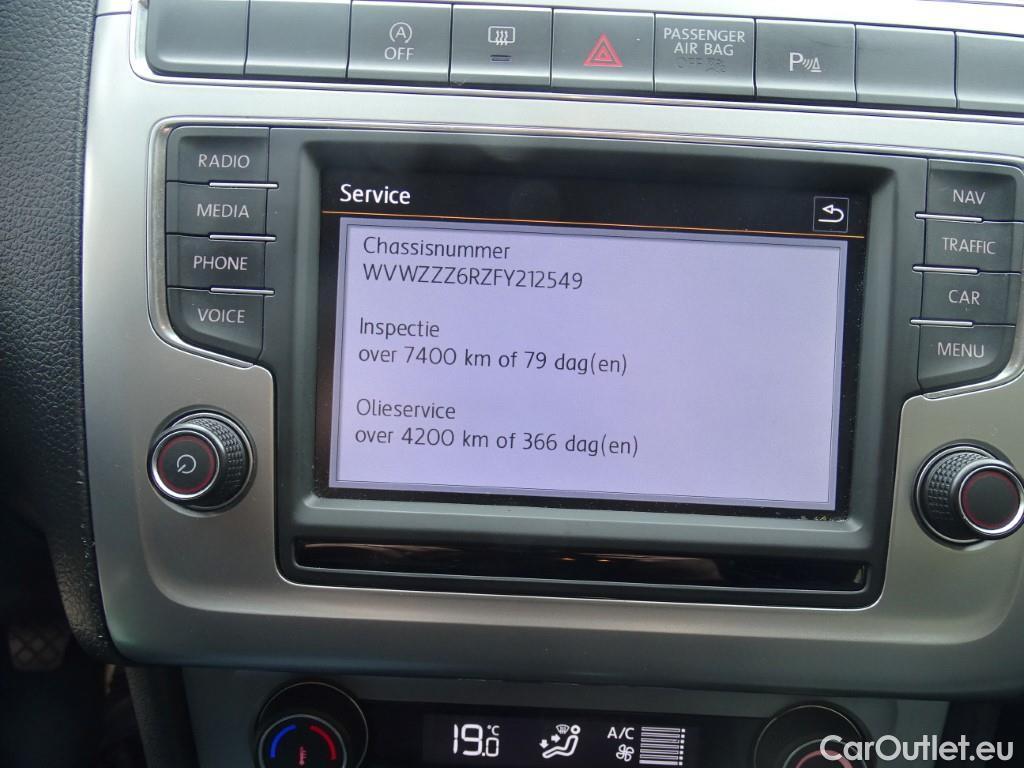 OFF
PASSENGER
AIR BAG
OFF
P
RADIO
MEDIA
PHONE
VOICE
NAV
TRAFFIC
CAR
MENU
Service
Chassisnummer
WVWZZZ6RZFY212549
Inspectie
over 7400 km of 79 dag(en)
Olieservice
over 4200 km of 366 dag(en)
19.0 °C
A/C
CarOutlet.eu